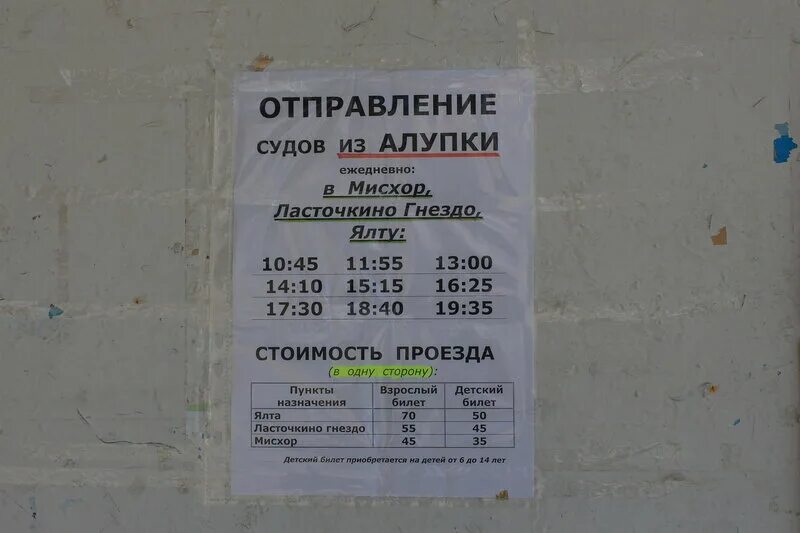 ОТПРАВЛЕНИЕ
СУДОВ ИЗ АЛУПКИ
ежедневно:
в Мисхор,
Ласточкино Гнездо,
Ялту:
10:45 11:55 13:00
14:10 15:15 16:25
17:30 18:40 19:35
СТОИМОСТЬ ПРОЕЗДА
(в одну сторону):
Пункты назначения Взрослый билет Детский билет
Ялта 70 50
Ласточкино гнездо 55 45
Мисхор 45 35
Детский билет приобретается на детей от 6 до 14 лет